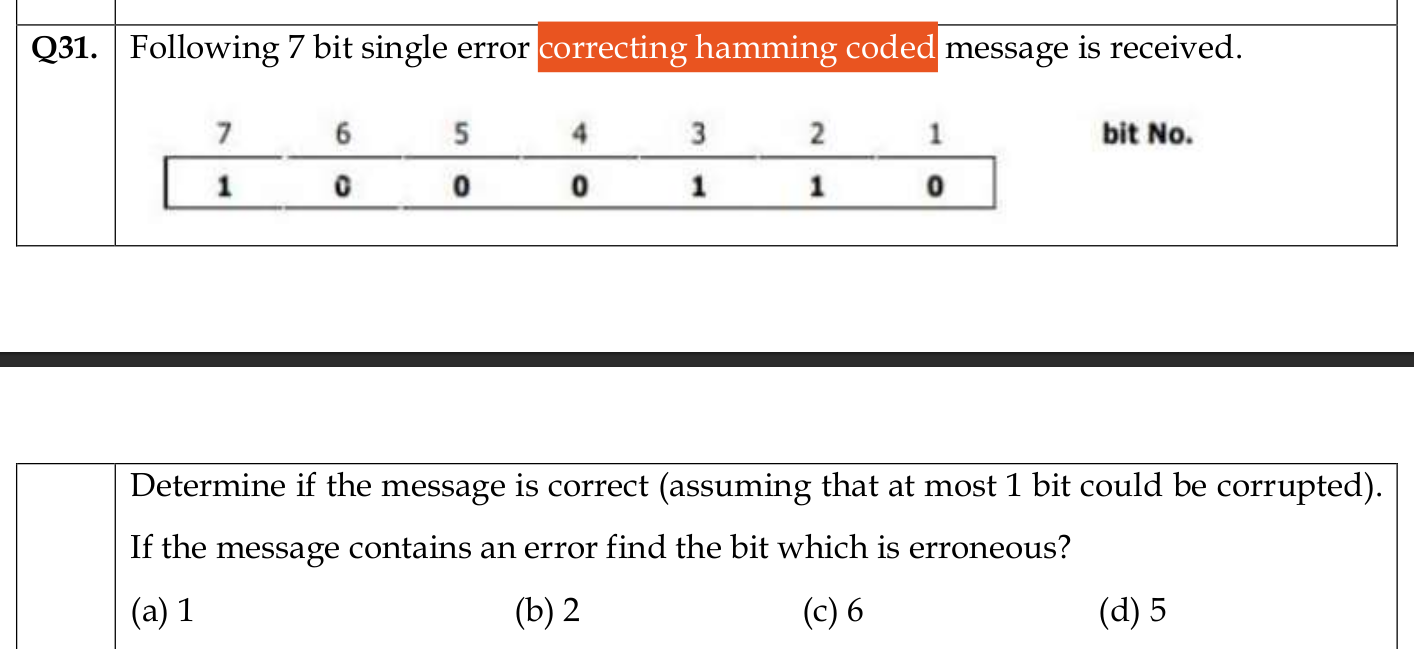 Q31. Following 7 bit single error correcting hamming coded message is received.
7 6 5 4 3 2 1 bit No.
1 0 0 0 1 1 0
Determine if the message is correct (assuming that at most 1 bit could be corrupted).
If the message contains an error find the bit which is erroneous?
(a) 1 (b) 2 (c) 6 (d) 5